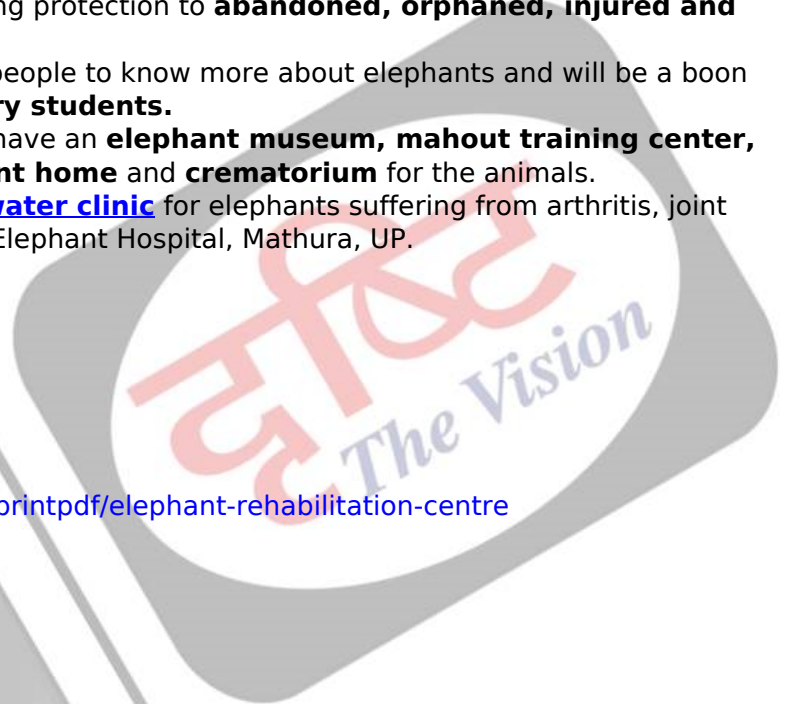 ng protection to abandoned, orphaned, injured and
people to know more about elephants and will be a boon
ry students.
have an elephant museum, mahout training center,
nt home and crematorium for the animals.
water clinic for elephants suffering from arthritis, joint
Elephant Hospital, Mathura, UP.
दृष्टि
The Vision
printpdf/elephant-rehabilitation-centre